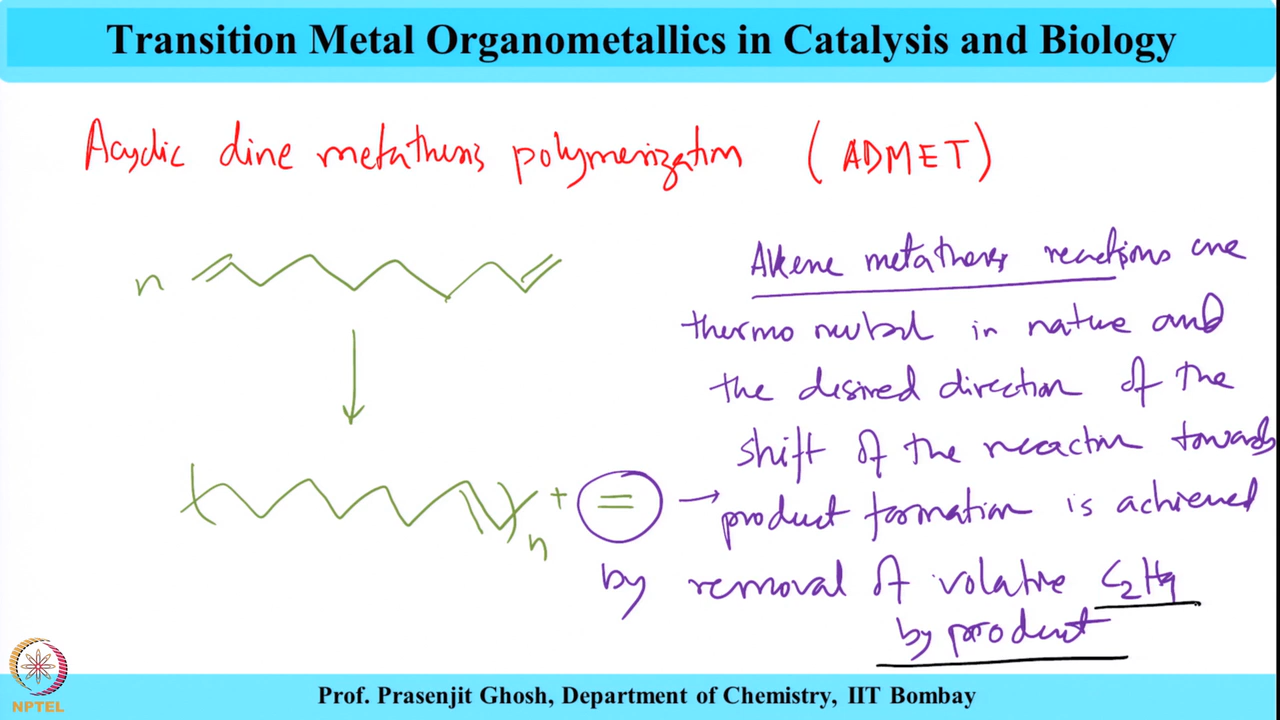 Transition Metal Organometallics in Catalysis and Biology
Acyclic dine metathesis polymerization (ADMET)
n
n
+ =
Alkene metathesis reactions are
thermo neutral in nature and
the desired direction of the
shift of the reaction towards
product formation is achieved
by removal of volatile C2H4
by product
NPTEL
Prof. Prasenjit Ghosh, Department of Chemistry, IIT Bombay